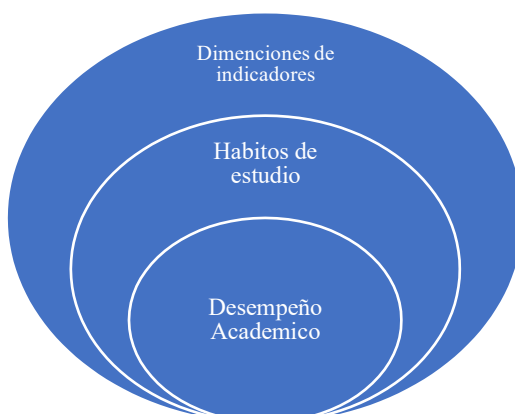 Dimenciones de
indicadores
Habitos de
estudio
Desempeño
Academico